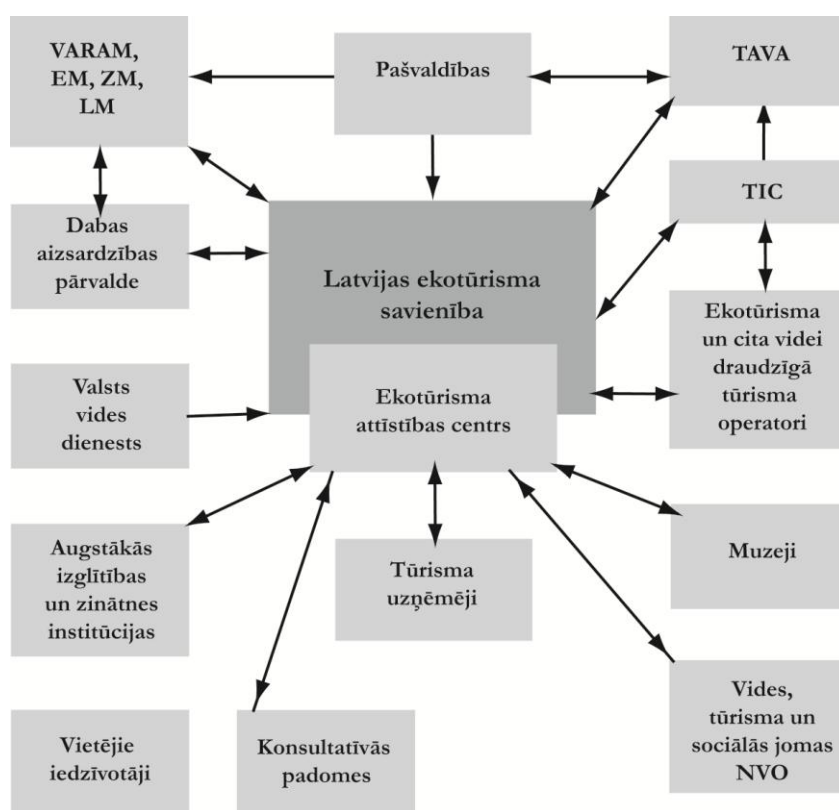 VARAM,
EM, ZM,
LM
Pašvaldības
TAVA
TIC
Dabas
aizsardzības
pārvalde
Latvijas ekotūrisma
savienība
Ekotūrisma
un cita videi
draudzīgā
tūrisma
operatori
Valsts
vides
dienests
Ekotūrisma
attīstības centrs
Augstākās
izglītības
un zinātnes
institūcijas
Tūrisma
uzņēmēji
Muzeji
Vietējie
iedzīvotāji
Konsultatīvās
padomes
Vides,
tūrisma un
sociālās jomas
NVO